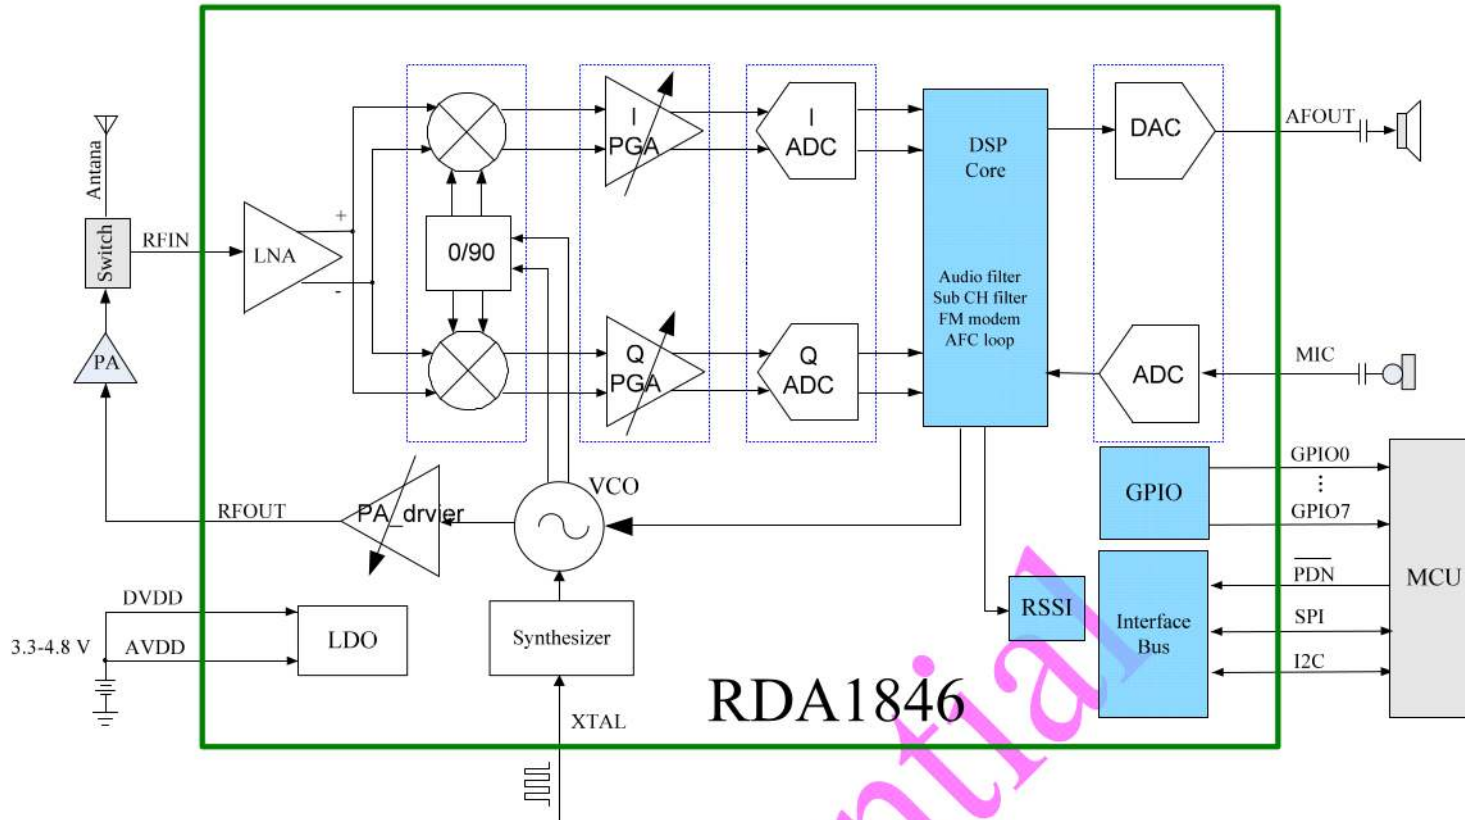 Antana
Switch
RFIN
PA
LNA
+
-
0/90
I
PGA
I
ADC
DSP
Core
Audio filter
Sub CH filter
FM modem
AFC loop
DAC
AFOUT
Q
PGA
Q
ADC
ADC
MIC
RFOUT
PA_drvier
VCO
GPIO
GPIO0
GPIO7
MCU
PDN
SPI
I2C
RSSI
Interface
Bus
DVDD
3.3-4.8 V
AVDD
LDO
Synthesizer
XTAL
RDA1846
ntial